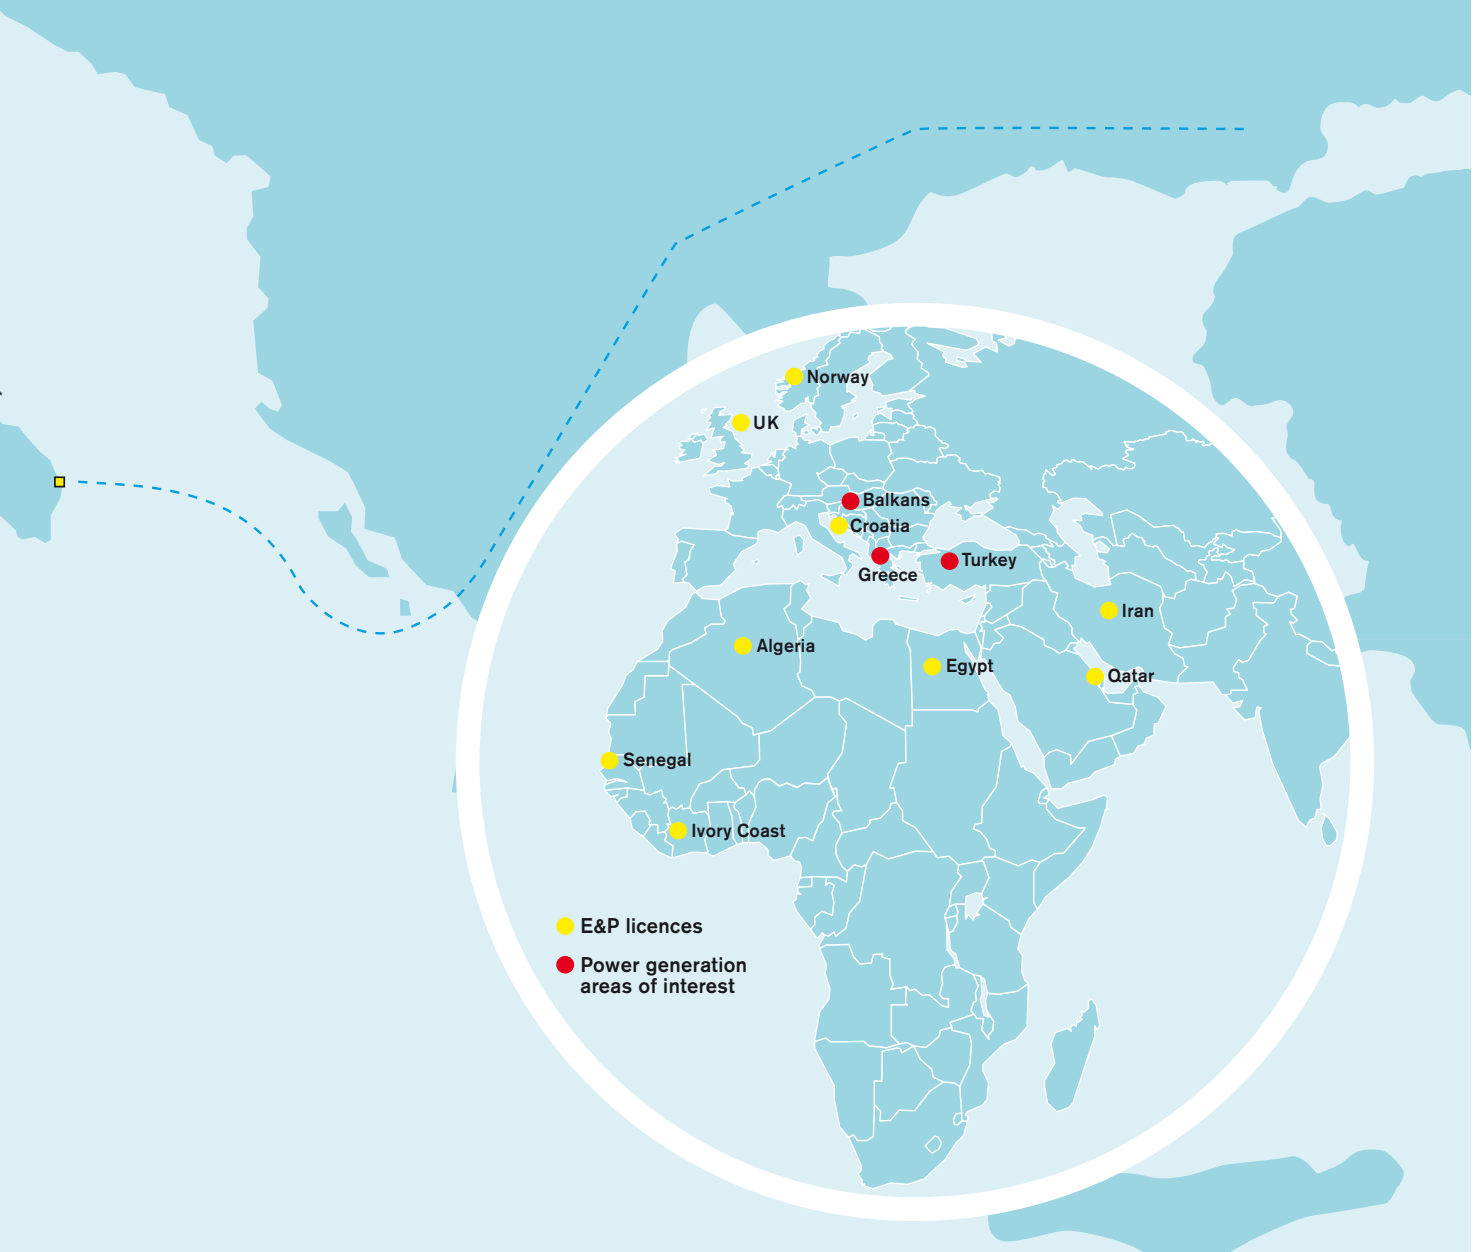 Norway
UK
Balkans
Croatia
Turkey
Greece
Iran
Algeria
Egypt
Qatar
Senegal
Ivory Coast
E&P licences
Power generation
areas of interest